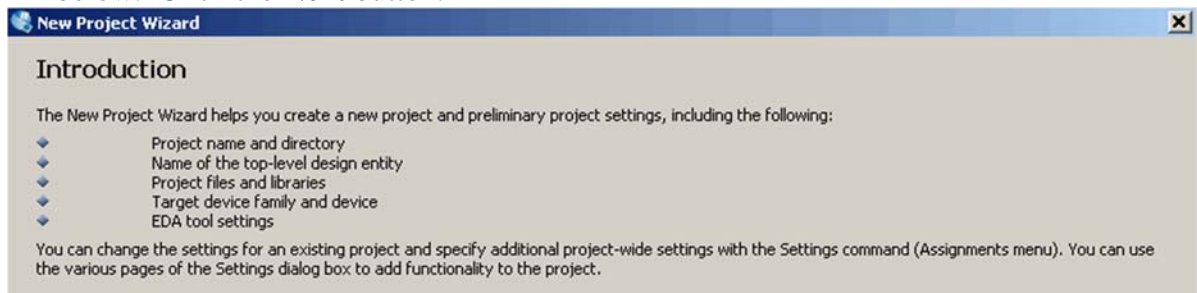 New Project Wizard
Introduction
The New Project Wizard helps you create a new project and preliminary project settings, including the following:
Project name and directory
Name of the top-level design entity
Project files and libraries
Target device family and device
EDA tool settings
You can change the settings for an existing project and specify additional project-wide settings with the Settings command (Assignments menu). You can use
the various pages of the Settings dialog box to add functionality to the project.